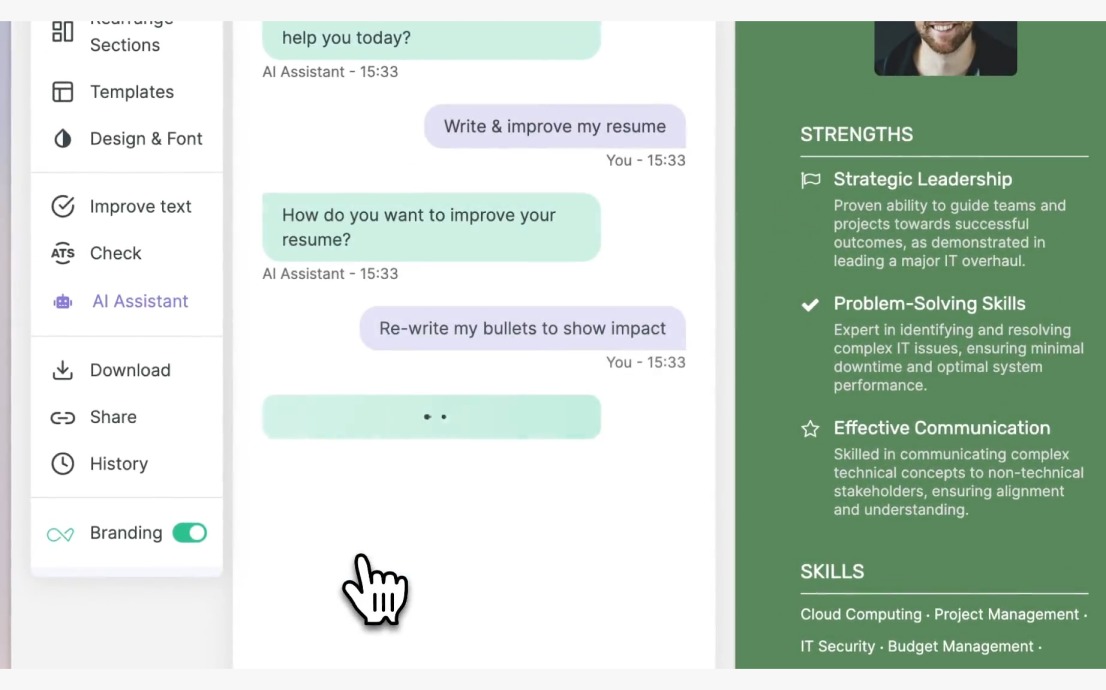 Rearrange
Sections
Templates
Design & Font
Improve text
ATS Check
AI Assistant
Download
Share
History
Branding
help you today?
AI Assistant - 15:33
Write & improve my resume
You - 15:33
How do you want to improve your
resume?
AI Assistant - 15:33
Re-write my bullets to show impact
You - 15:33
STRENGTHS
Strategic Leadership
Proven ability to guide teams and
projects towards successful
outcomes, as demonstrated in
leading a major IT overhaul.
Problem-Solving Skills
Expert in identifying and resolving
complex IT issues, ensuring minimal
downtime and optimal system
performance.
Effective Communication
Skilled in communicating complex
technical concepts to non-technical
stakeholders, ensuring alignment
and understanding.
SKILLS
Cloud Computing · Project Management ·
IT Security · Budget Management ·